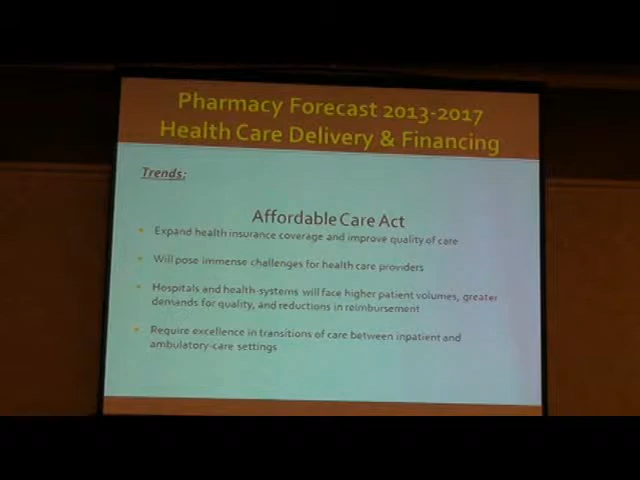 Pharmacy Forecast 2013-2017
Health Care Delivery & Financing
Trends:
Affordable Care Act
Expand health insurance coverage and improve quality of care
Will pose immense challenges for health care providers
Hospitals and health-systems will face higher patient volumes, greater
demands for quality, and reductions in reimbursement
Require excellence in transitions of care between inpatient and
ambulatory-care settings